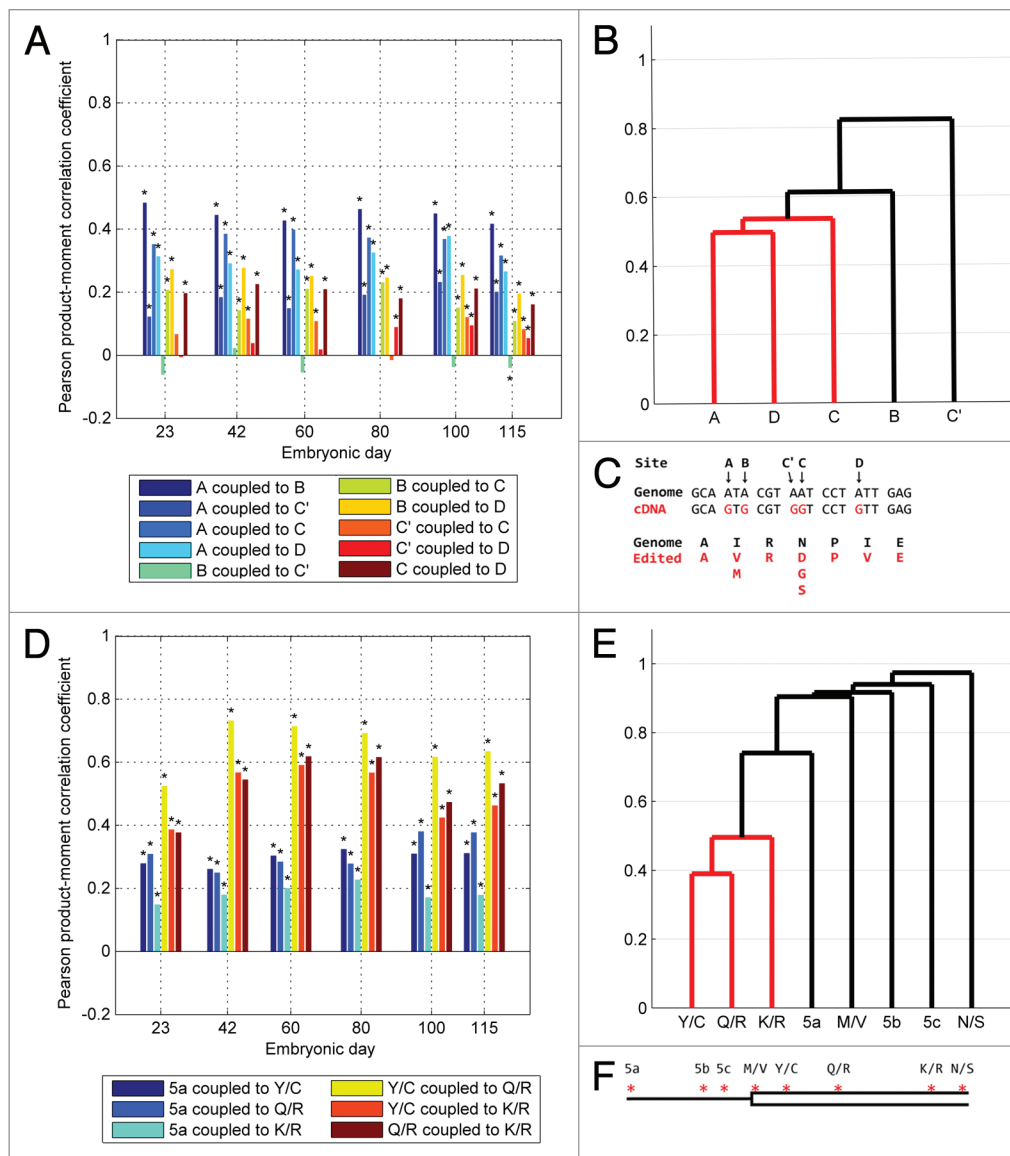 A
Pearson product-moment correlation coefficient
1
0.8
0.6
0.4
0.2
0
-0.2
* * * * * * * *
* * * * * * * *
* * * * * * * *
* * * * * * * *
* * * * * * * * *
* * * * * * * * * *
23 42 60 80 100 115
Embryonic day
A coupled to B
A coupled to C'
A coupled to C
A coupled to D
B coupled to C'
B coupled to C
B coupled to D
C' coupled to C
C' coupled to D
C coupled to D
B
1
0.8
0.6
0.4
0.2
0
A D C B C'
C
Site A B C' C D
Genome GCA ATA CGT AAT CCT ATT GAG
cDNA GCA GTG CGT GGT CCT GTT GAG
Genome A I R N P I E
Edited A V R D P V E
M G
S
D
Pearson product-moment correlation coefficient
1
0.8
0.6
0.4
0.2
0
-0.2
* * * * * *
* * * * * *
* * * * * *
* * * * * *
* * * * * *
* * * * * *
23 42 60 80 100 115
Embryonic day
5a coupled to Y/C
5a coupled to Q/R
5a coupled to K/R
Y/C coupled to Q/R
Y/C coupled to K/R
Q/R coupled to K/R
E
1
0.8
0.6
0.4
0.2
0
Y/C Q/R K/R 5a M/V 5b 5c N/S
F
5a 5b 5c M/V Y/C Q/R K/R N/S
* * * * * * * *